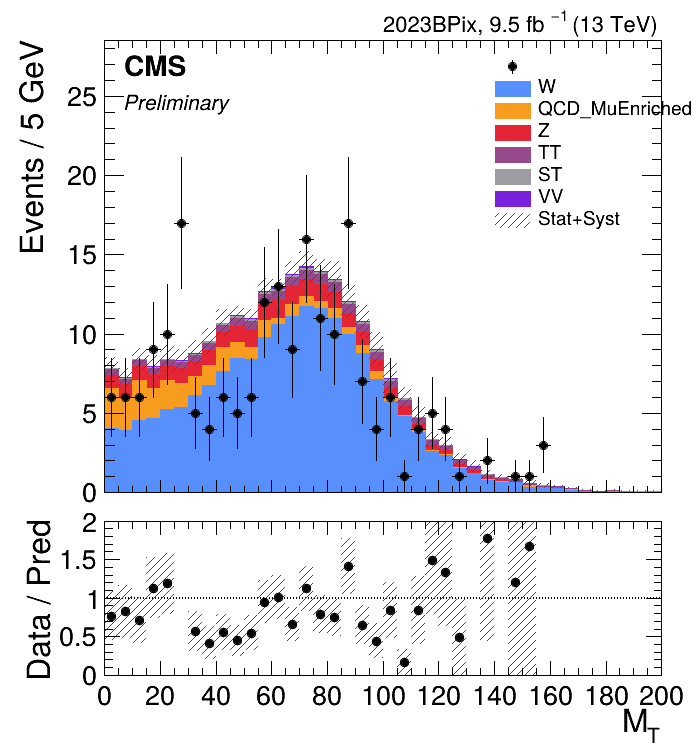 2023BPix, 9.5 fb −1 (13 TeV)
CMS
Preliminary
W
QCD_MuEnriched
Z
TT
ST
VV
Stat+Syst
Events / 5 GeV
25
20
15
10
5
0
Data / Pred
2
1.5
1
0.5
0
0 20 40 60 80 100 120 140 160 180 200
M_T